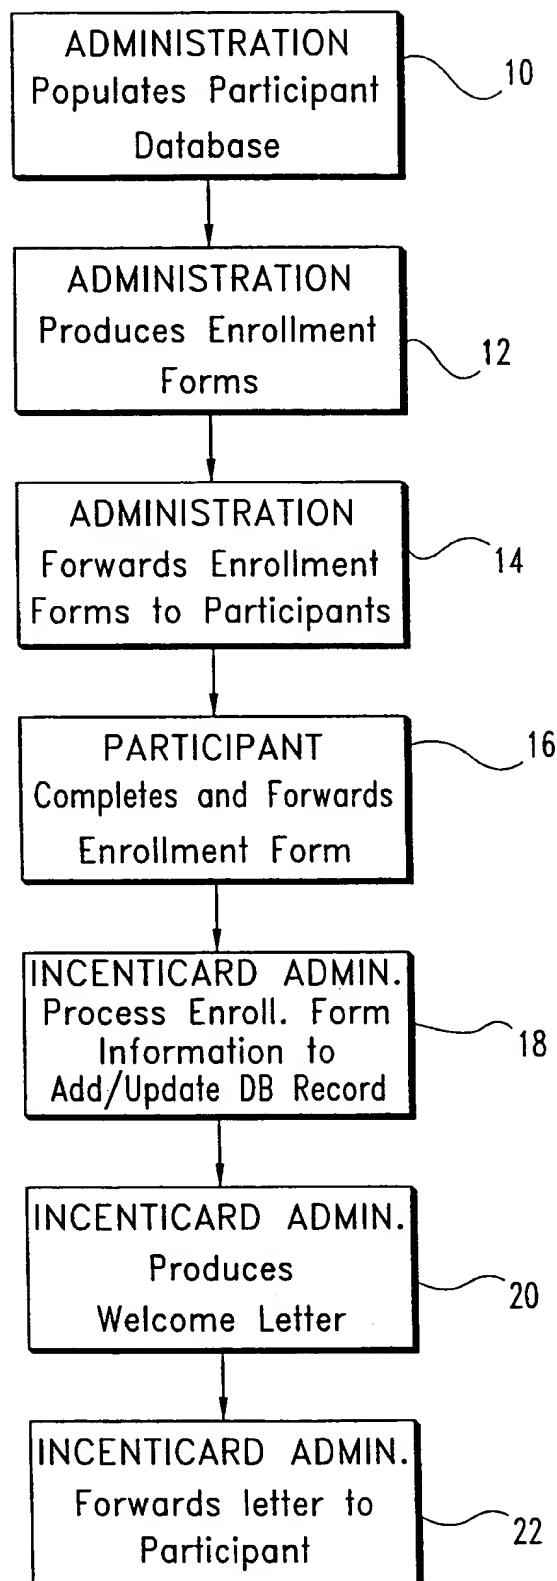 ADMINISTRATION
Populates Participant
Database
10
ADMINISTRATION
Produces Enrollment
Forms
12
ADMINISTRATION
Forwards Enrollment
Forms to Participants
14
PARTICIPANT
Completes and Forwards
Enrollment Form
16
INCENTICARD ADMIN.
Process Enroll. Form
Information to
Add/Update DB Record
18
INCENTICARD ADMIN.
Produces
Welcome Letter
20
INCENTICARD ADMIN.
Forwards letter to
Participant
22